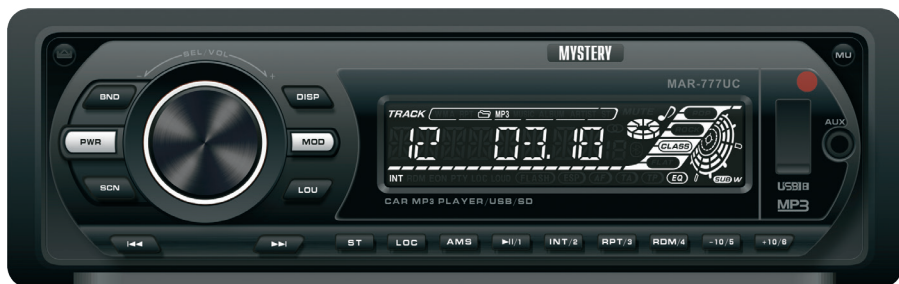 SEL/VOL
- +
MYSTERY
MU
MAR-777UC
BND
DISP
PWR
MOD
SCN
LOU
TRACK MP3
12 03.18
CLASS
INT
EQ
SUB W
CAR MP3 PLAYER/USB/SD
AUX
USB
MP3
ST LOC AMS ►II/1 INT/2 RPT/3 RDM/4 -10/5 +10/6